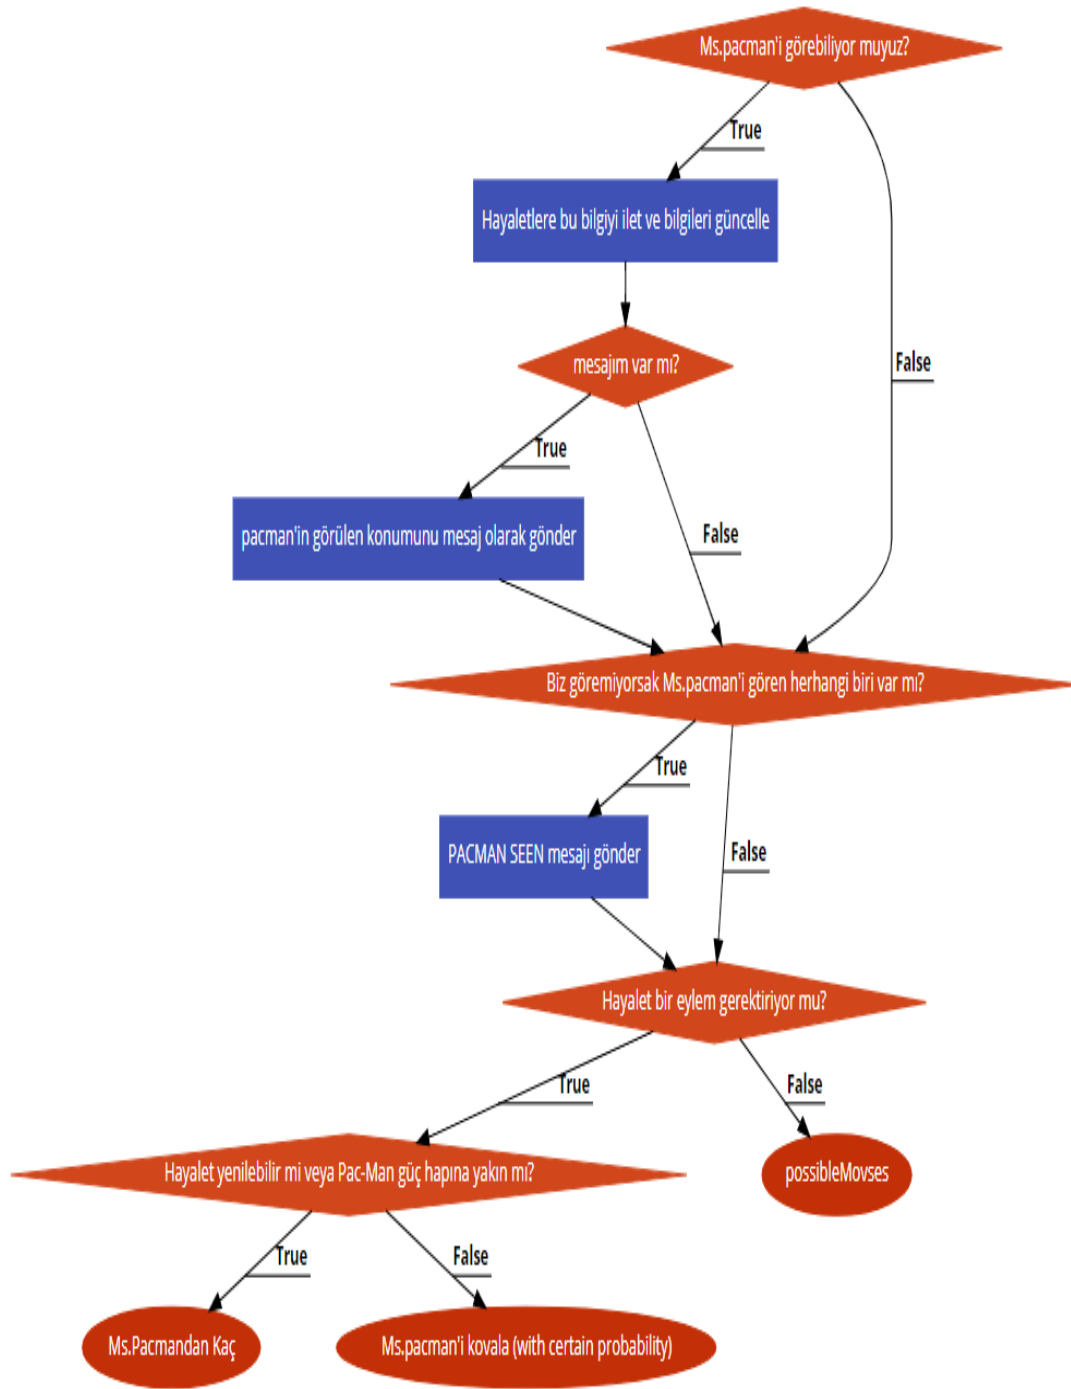 Ms.pacman'i görebiliyor muyuz?
True
Hayaletlere bu bilgiyi ilet ve bilgileri güncelle
mesajım var mı?
False
True
pacman'in görülen konumunu mesaj olarak gönder
False
Biz göremiyorsak Ms.pacman'i gören herhangi biri var mı?
True
PACMAN SEEN mesajı gönder
False
Hayalet bir eylem gerektiriyor mu?
True
False
Hayalet yenilebilir mi veya Pac-Man güç hapına yakın mı?
possibleMovses
True
False
Ms.Pacmandan Kaç
Ms.pacman'i kovala (with certain probability)